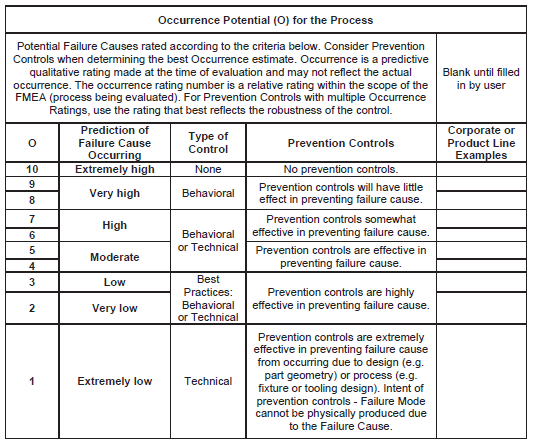 Occurrence Potential (O) for the Process
Potential Failure Causes rated according to the criteria below. Consider Prevention
Controls when determining the best Occurrence estimate. Occurrence is a predictive
qualitative rating made at the time of evaluation and may not reflect the actual
occurrence. The occurrence rating number is a relative rating within the scope of the
FMEA (process being evaluated). For Prevention Controls with multiple Occurrence
Ratings, use the rating that best reflects the robustness of the control.
Blank until filled
in by user
O
Prediction of
Failure Cause
Occurring
Type of
Control
Prevention Controls
Corporate or
Product Line
Examples
10
Extremely high
None
No prevention controls.
9
8
Very high
Behavioral
Prevention controls will have little
effect in preventing failure cause.
7
6
High
Behavioral
or Technical
Prevention controls somewhat
effective in preventing failure cause.
5
4
Moderate
Prevention controls are effective in
preventing failure cause.
3
Low
Best
Practices:
Behavioral
or Technical
Prevention controls are highly
effective in preventing failure cause.
2
Very low
1
Extremely low
Technical
Prevention controls are extremely
effective in preventing failure cause
from occurring due to design (e.g.
part geometry) or process (e.g.
fixture or tooling design). Intent of
prevention controls - Failure Mode
cannot be physically produced due
to the Failure Cause.